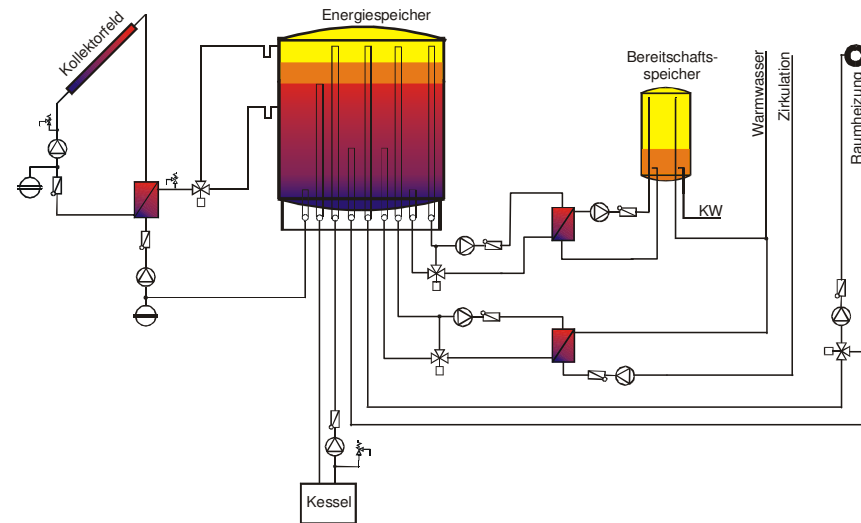 Energiespeicher
Kollektorfeld
Bereitschafts-
speicher
Warmwasser
Zirkulation
Raumheizung
KW
Kessel